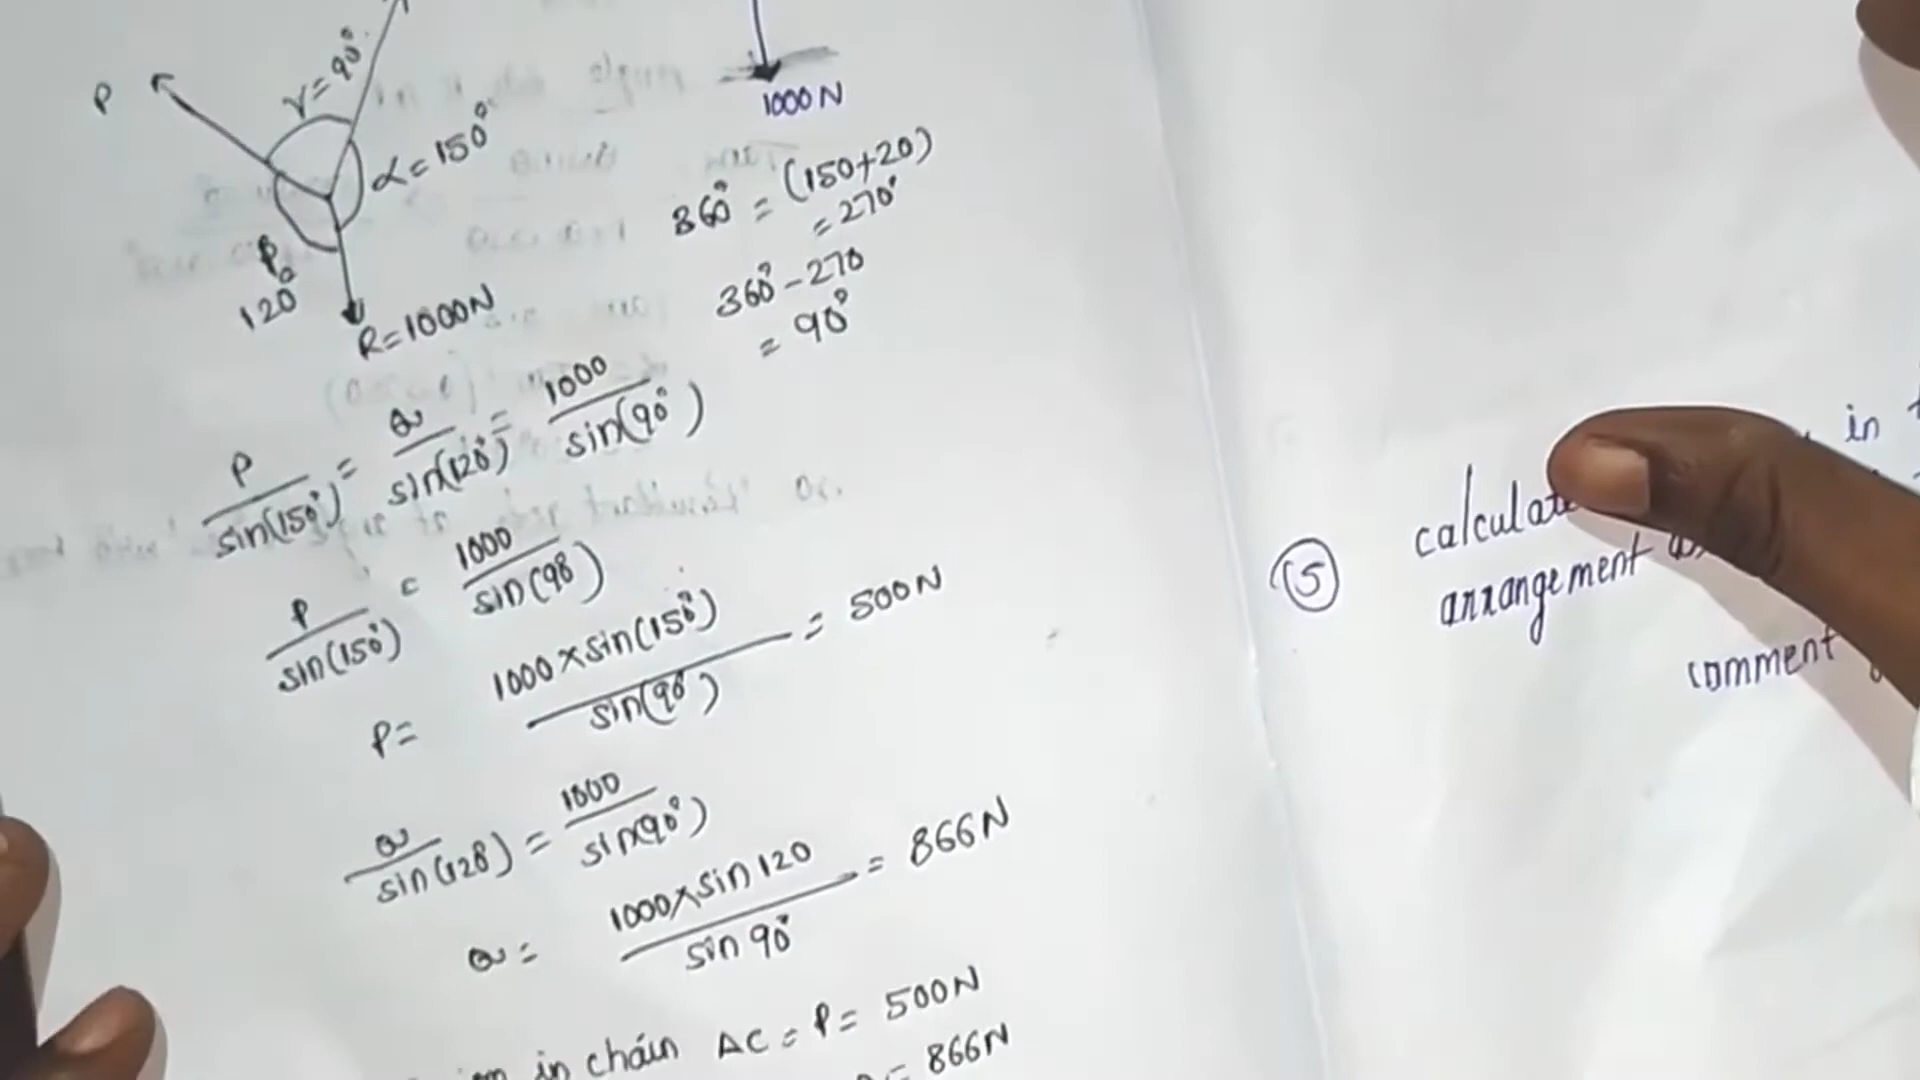 P
γ = 90°
α = 150°
β
120°
R = 1000N
1000 N
360° = (150+20)
= 270°
360° - 270
= 90°
P/sin(150°) = Q/sin(120°) = 1000/sin(90°)
P/sin(150°) = 1000/sin(90°)
P = 1000 × sin(150°)/sin(90°) = 500N
Q/sin(120) = 1000/sin(90°)
Q = 1000 × sin 120/sin 90° = 866N
in chain AC = P = 500N
= 866N
(5) calculate in
arrangement
comment